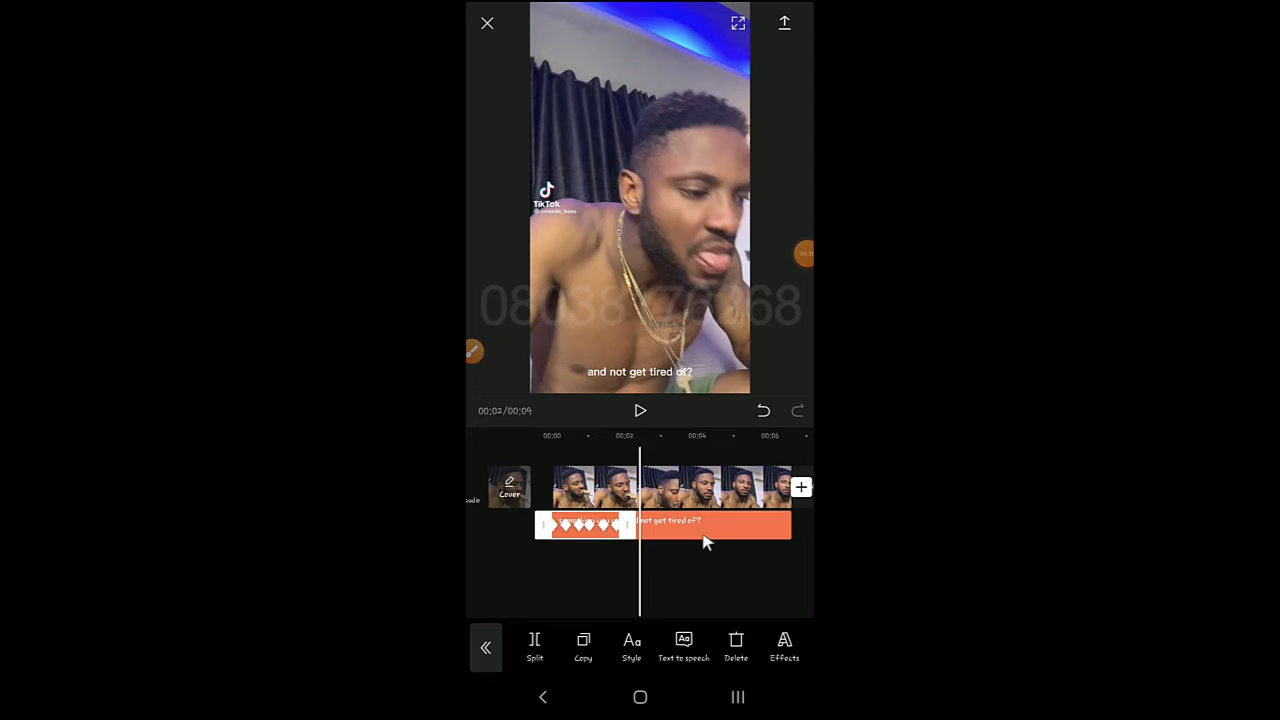 TikTok
and not get tired of?
00:02/00:09
00:00
00:02
00:04
00:06
Cover
not get tired of?
Split
Copy
Style
Text to speech
Delete
Effects